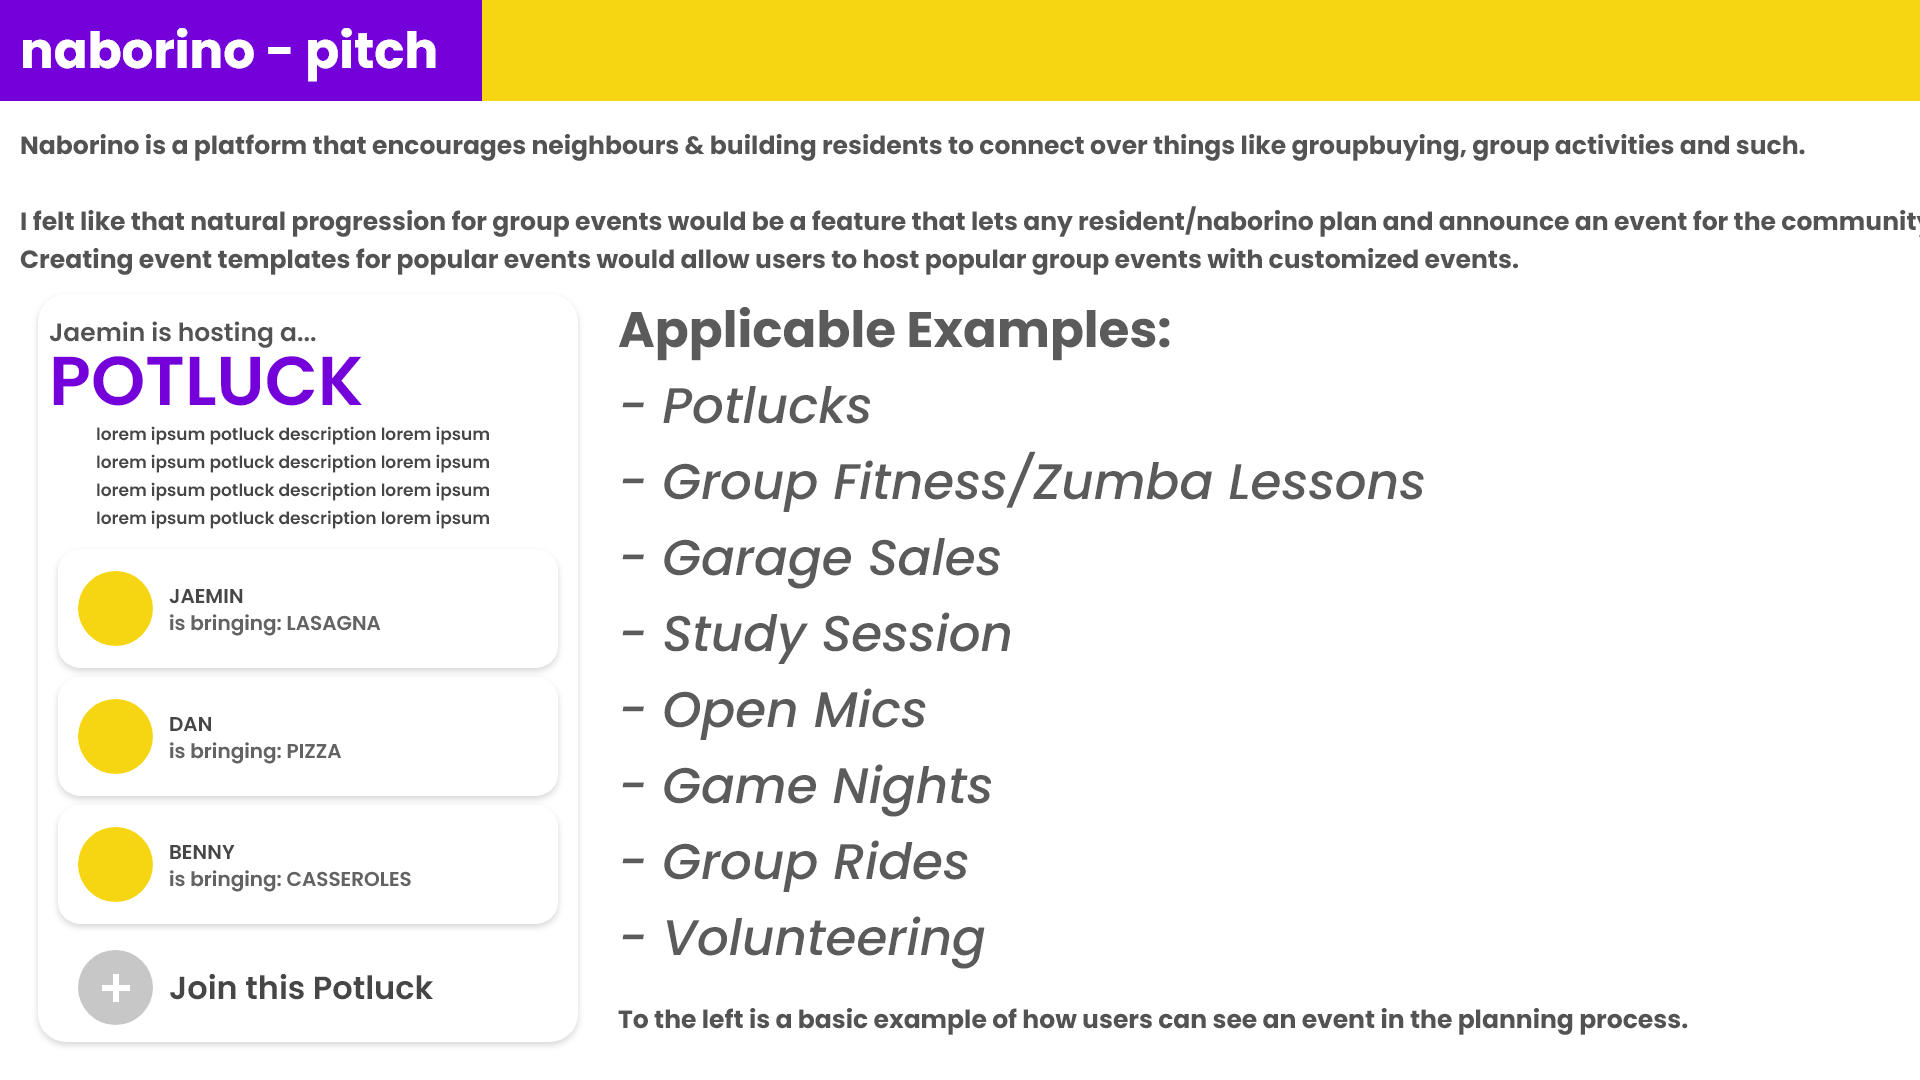 naborino - pitch
Naborino is a platform that encourages neighbours & building residents to connect over things like groupbuying, group activities and such.
I felt like that natural progression for group events would be a feature that lets any resident/naborino plan and announce an event for the community
Creating event templates for popular events would allow users to host popular group events with customized events.
Jaemin is hosting a...
POTLUCK
lorem ipsum potluck description lorem ipsum
lorem ipsum potluck description lorem ipsum
lorem ipsum potluck description lorem ipsum
lorem ipsum potluck description lorem ipsum
JAEMIN
is bringing: LASAGNA
DAN
is bringing: PIZZA
BENNY
is bringing: CASSEROLES
+ Join this Potluck
Applicable Examples:
- Potlucks
- Group Fitness/Zumba Lessons
- Garage Sales
- Study Session
- Open Mics
- Game Nights
- Group Rides
- Volunteering
To the left is a basic example of how users can see an event in the planning process.